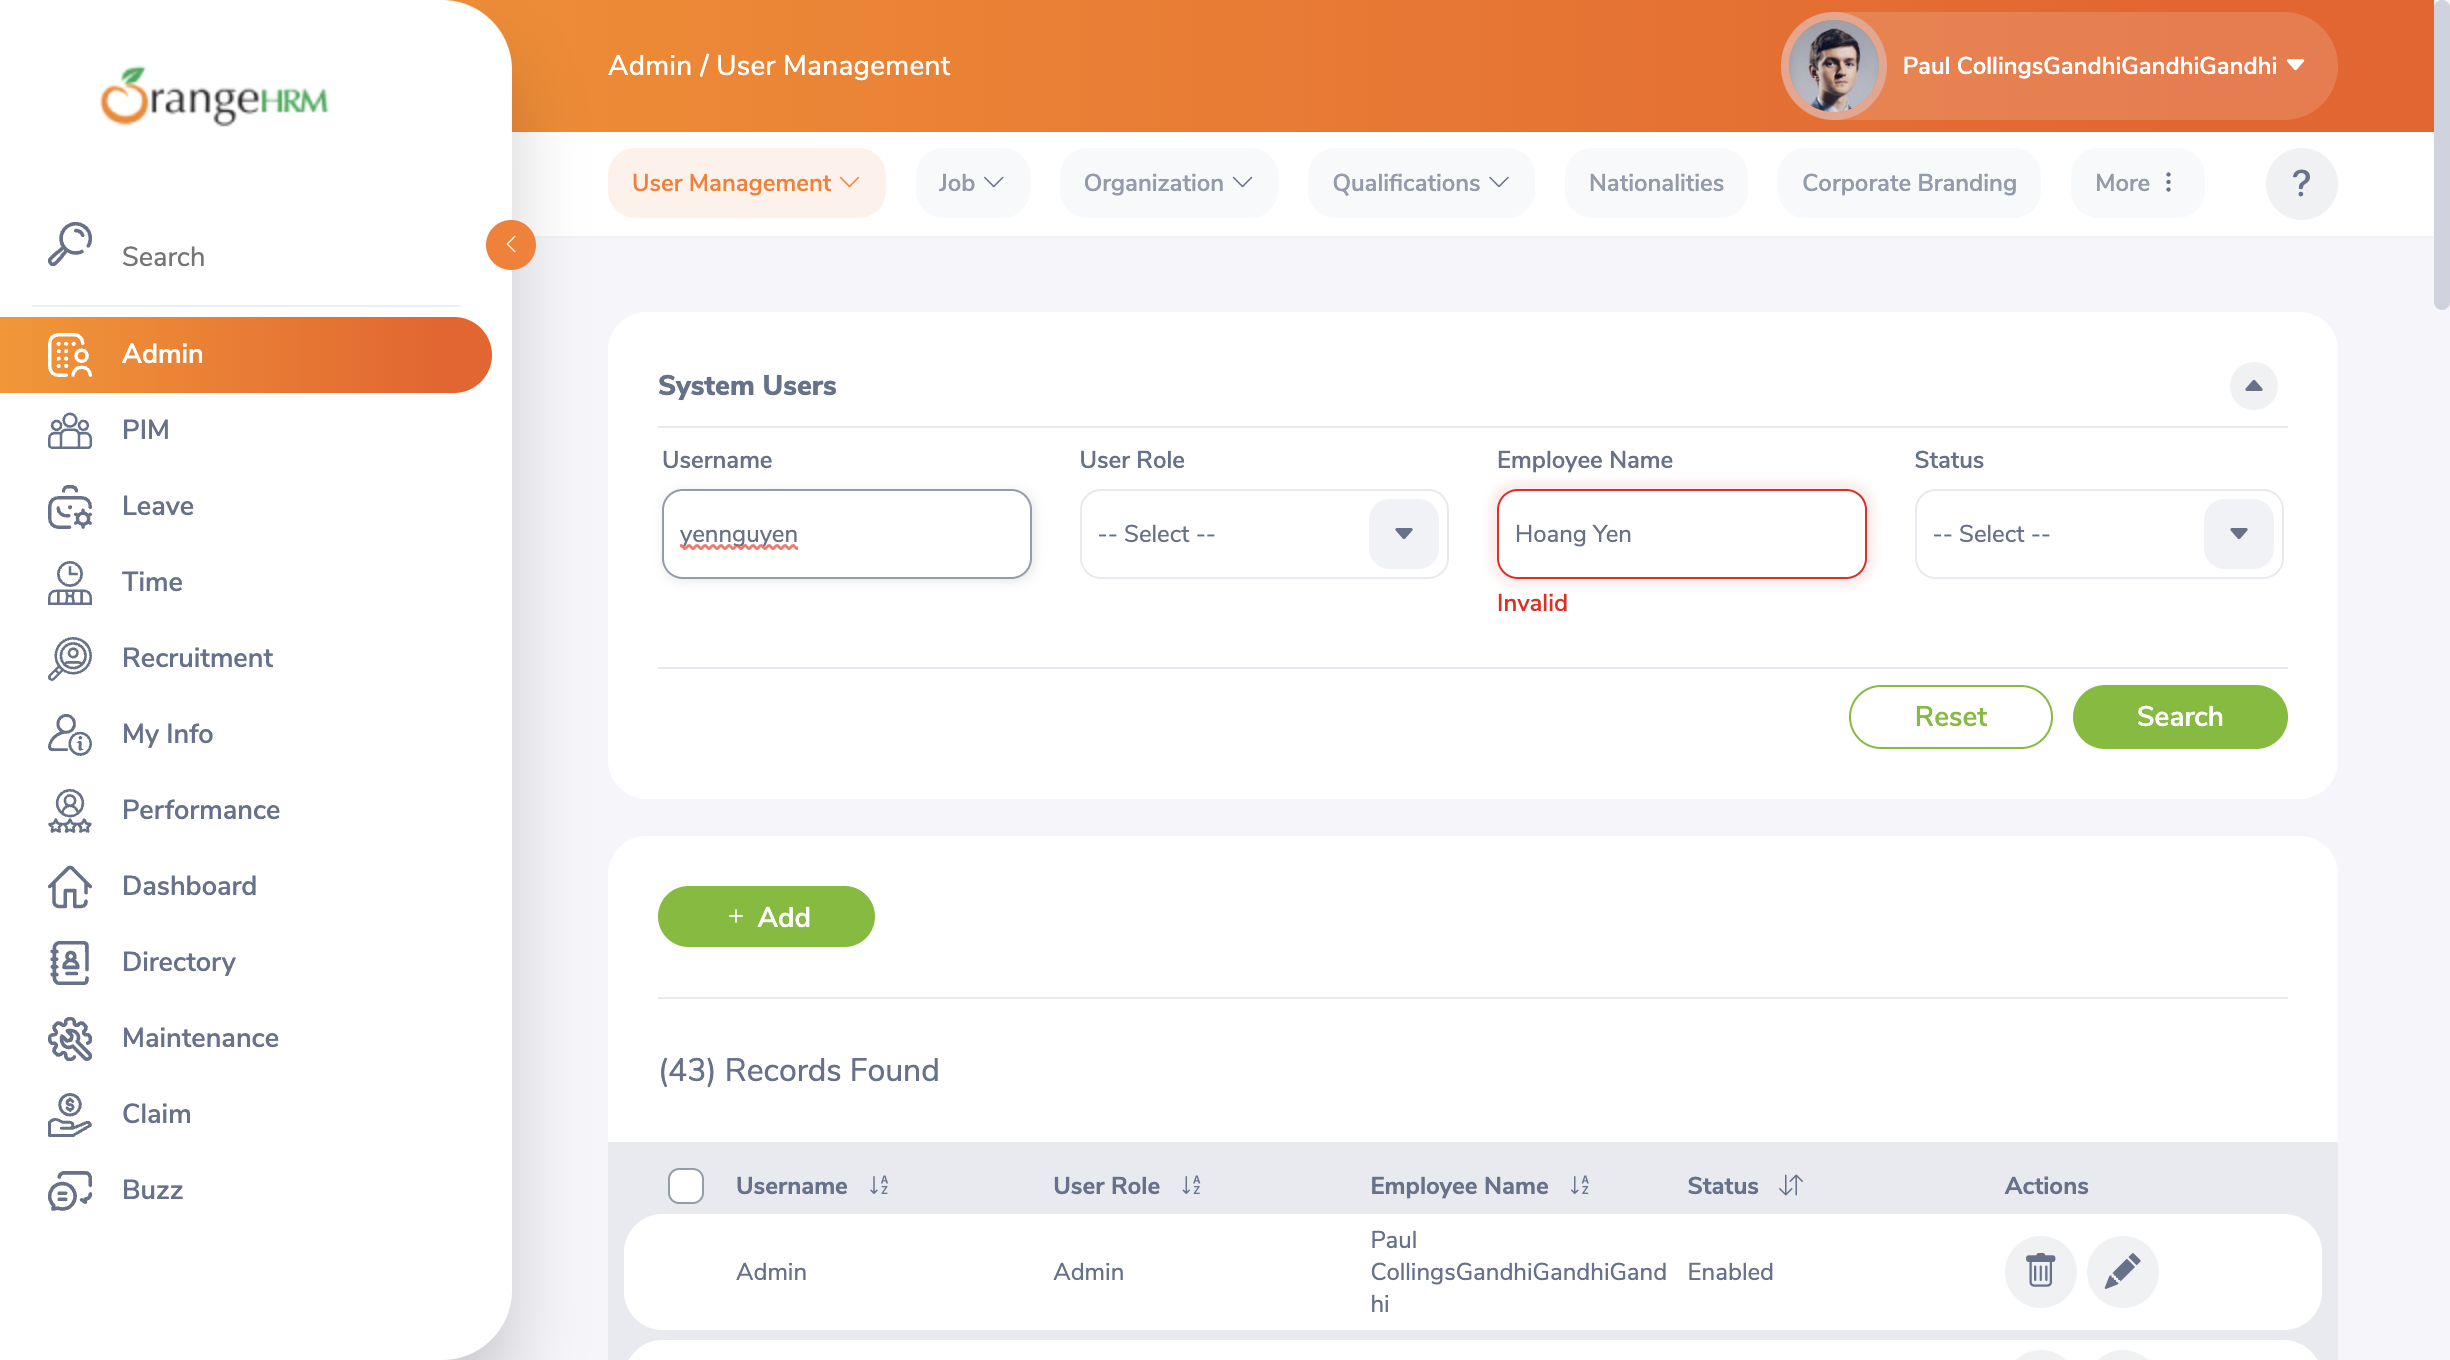 OrangeHRM
Admin / User Management
Paul CollingsGandhiGandhiGandhi
User Management
Job
Organization
Qualifications
Nationalities
Corporate Branding
More
?
Search
Admin
PIM
Leave
Time
Recruitment
My Info
Performance
Dashboard
Directory
Maintenance
Claim
Buzz
System Users
Username
User Role
Employee Name
Status
yennguyen
-- Select --
Hoang Yen
-- Select --
Invalid
Reset
Search
+ Add
(43) Records Found
Username
User Role
Employee Name
Status
Actions
Admin
Admin
Paul
CollingsGandhiGandhiGand
hi
Enabled